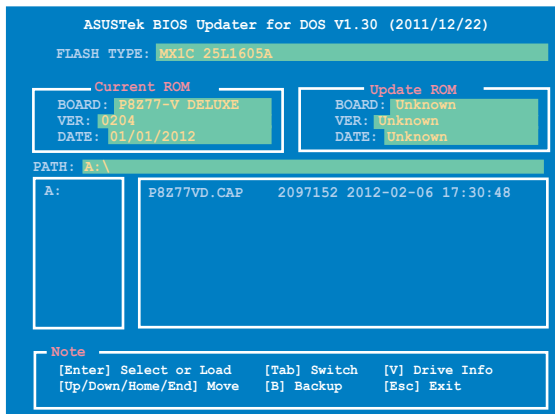 ASUSTek BIOS Updater for DOS V1.30 (2011/12/22)
FLASH TYPE: MX1C 25L1605A
Current ROM
BOARD: P8Z77-V DELUXE
VER: 0204
DATE: 01/01/2012
Update ROM
BOARD: Unknown
VER: Unknown
DATE: Unknown
PATH: A:\
A:
P8Z77VD.CAP 2097152 2012-02-06 17:30:48
Note
[Enter] Select or Load [Tab] Switch [V] Drive Info
[Up/Down/Home/End] Move [B] Backup [Esc] Exit